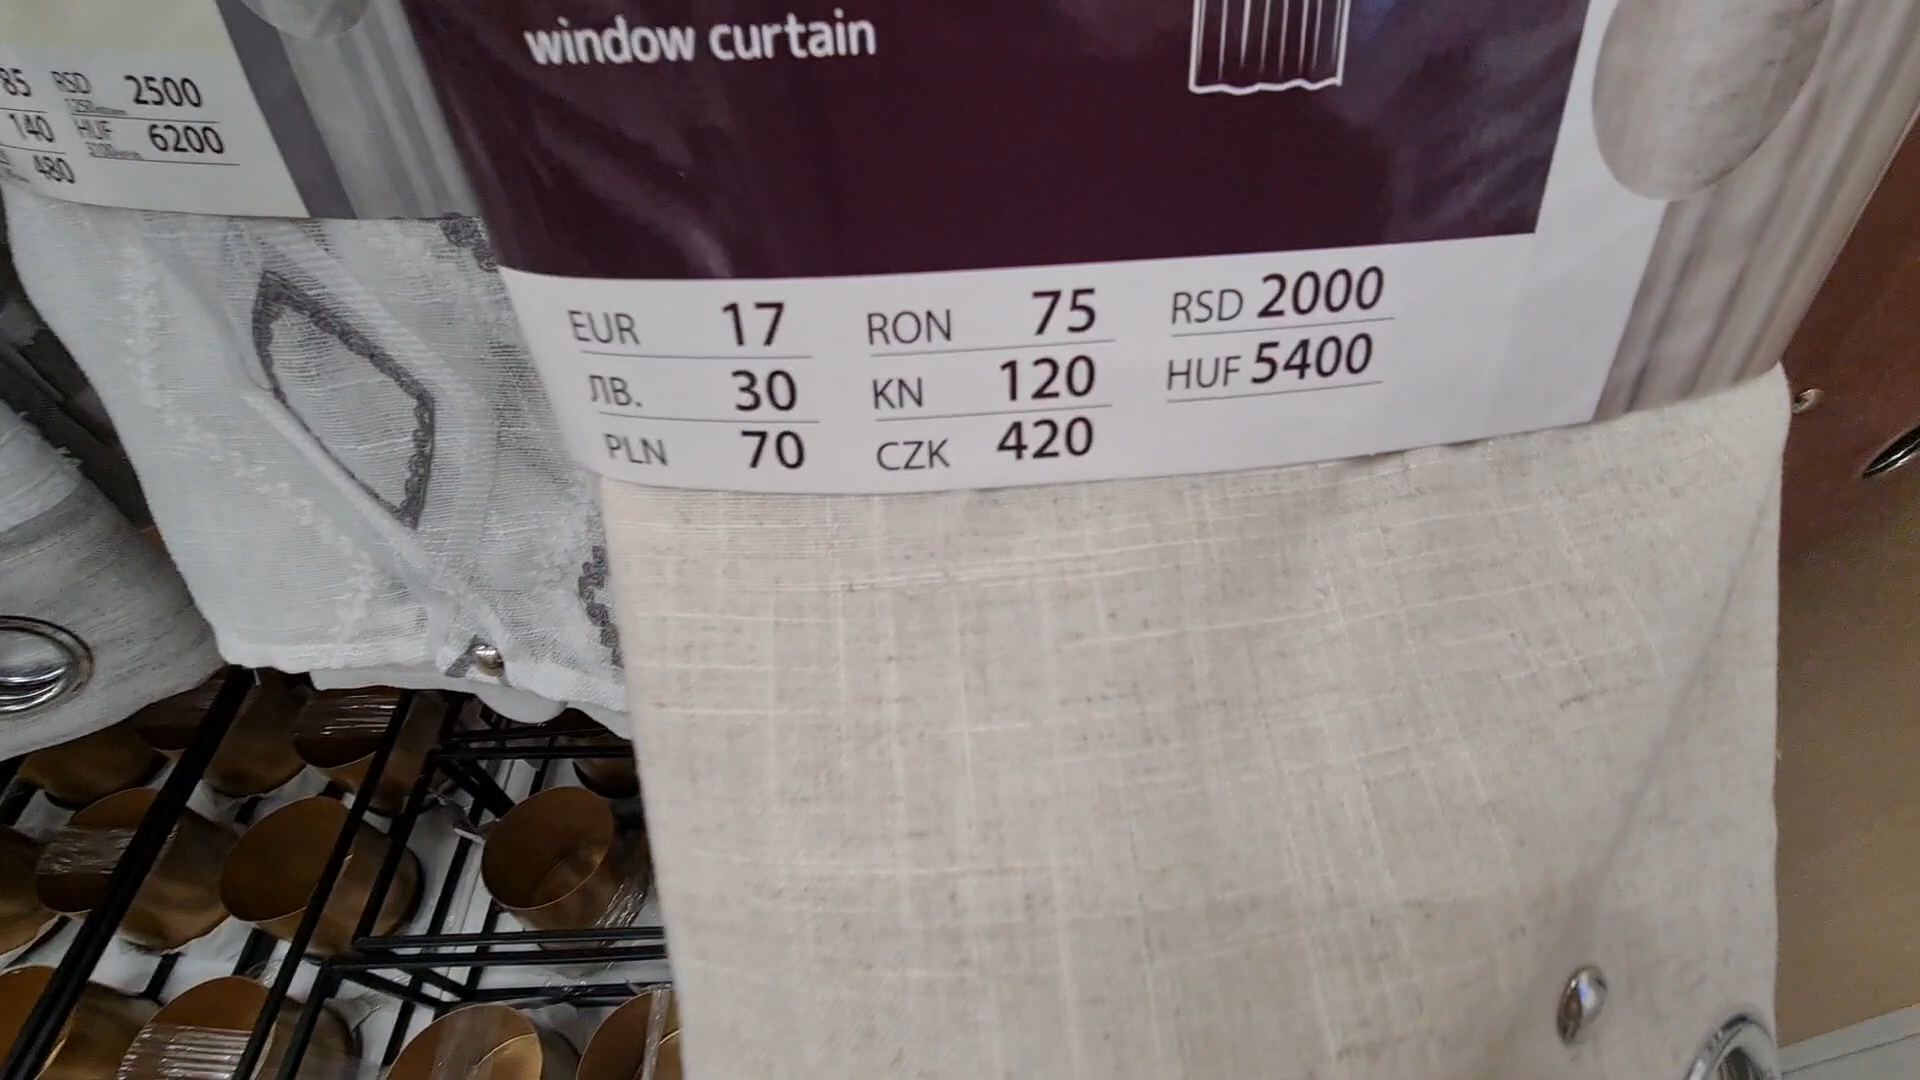 window curtain
85 RSD 2500
140 HUF 6200
480
EUR 17 RON 75 RSD 2000
ЛВ. 30 KN 120 HUF 5400
PLN 70 CZK 420